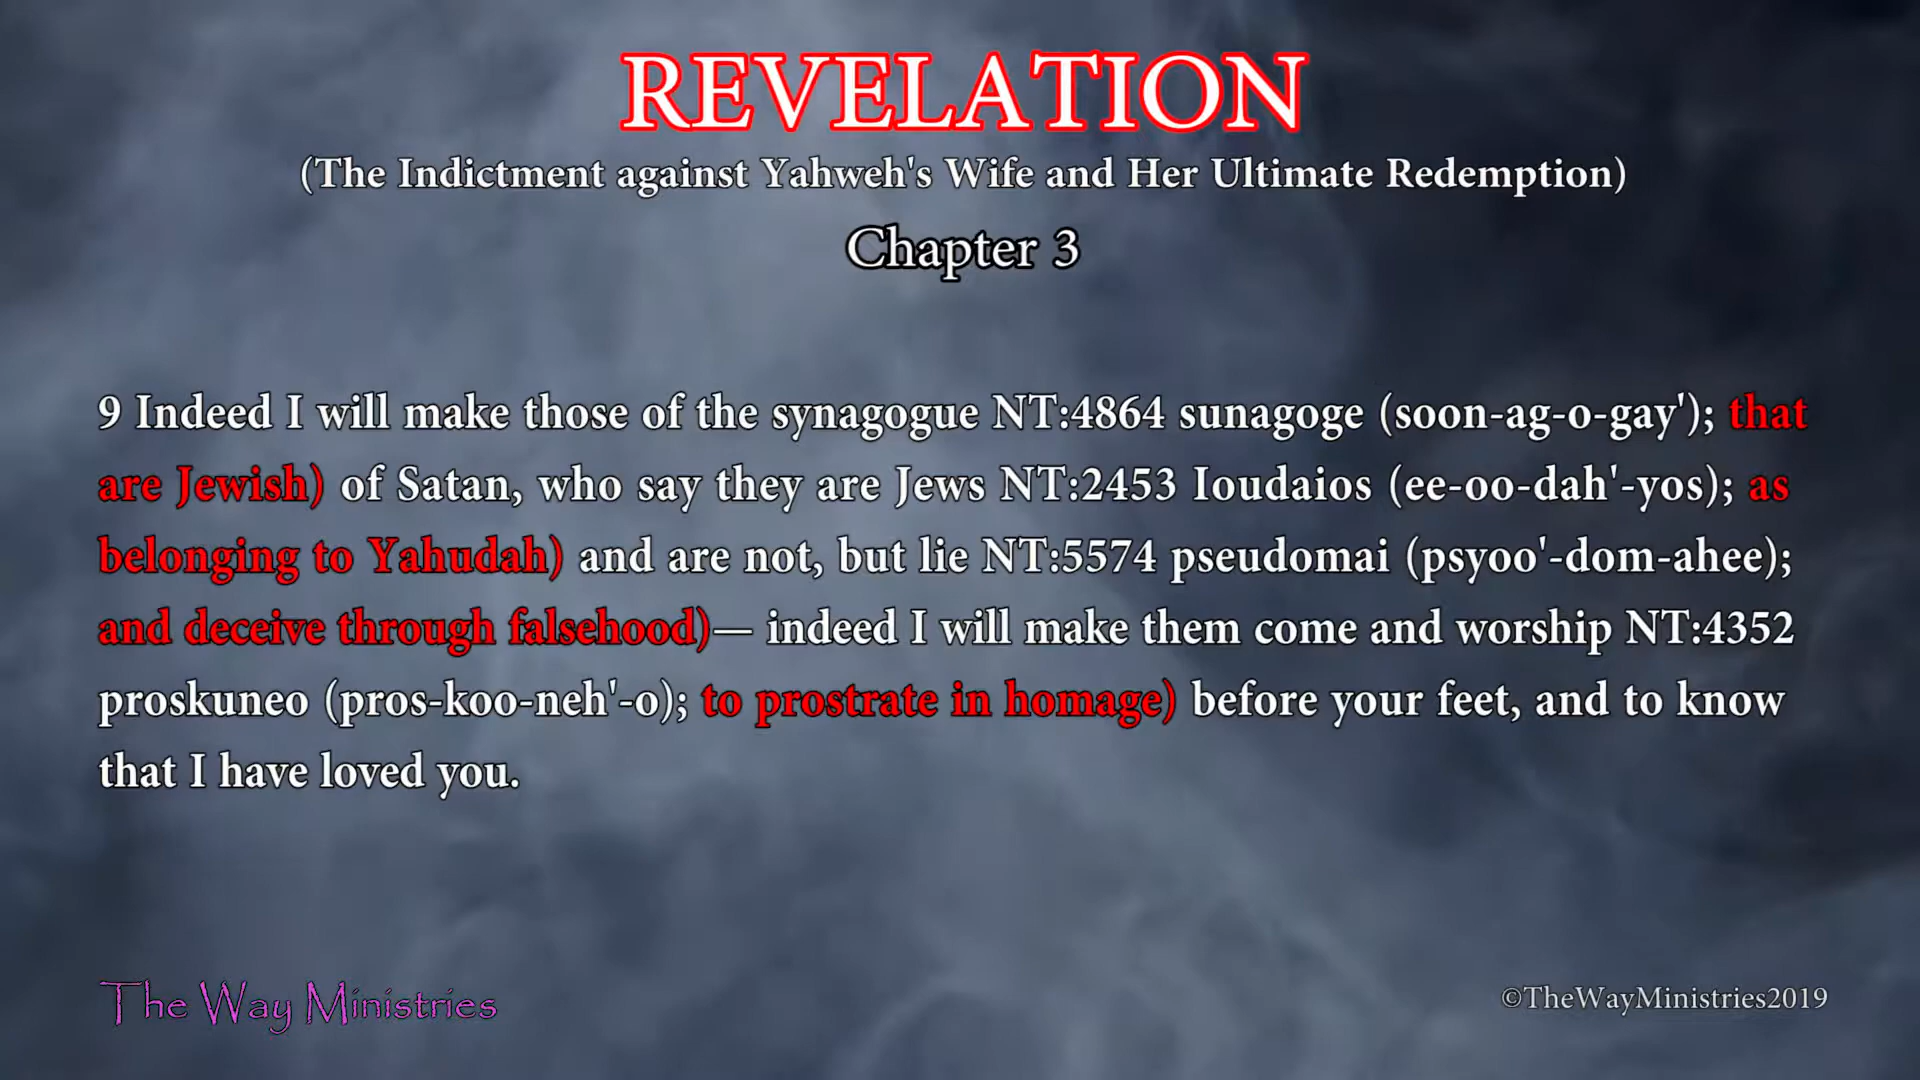 REVELATION
(The Indictment against Yahweh's Wife and Her Ultimate Redemption)
Chapter 3
9 Indeed I will make those of the synagogue NT:4864 sunagoge (soon-ag-o-gay'); that
are Jewish) of Satan, who say they are Jews NT:2453 Ioudaios (ee-oo-dah'-yos); as
belonging to Yahudah) and are not, but lie NT:5574 pseudomai (psyoo'-dom-ahee);
and deceive through falsehood)— indeed I will make them come and worship NT:4352
proskuneo (pros-koo-neh'-o); to prostrate in homage) before your feet, and to know
that I have loved you.
The Way Ministries
©TheWayMinistries2019